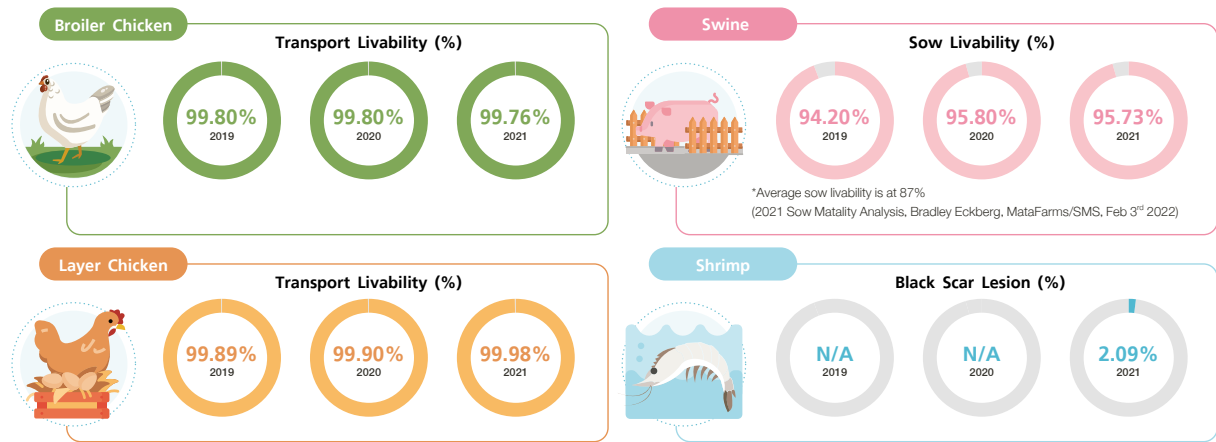 Broiler Chicken
Transport Livability (%)
99.80%
2019
99.80%
2020
99.76%
2021
Swine
Sow Livability (%)
94.20%
2019
95.80%
2020
95.73%
2021
*Average sow livability is at 87%
(2021 Sow Matality Analysis, Bradley Eckberg, MataFarms/SMS, Feb 3rd 2022)
Layer Chicken
Transport Livability (%)
99.89%
2019
99.90%
2020
99.98%
2021
Shrimp
Black Scar Lesion (%)
N/A
2019
N/A
2020
2.09%
2021